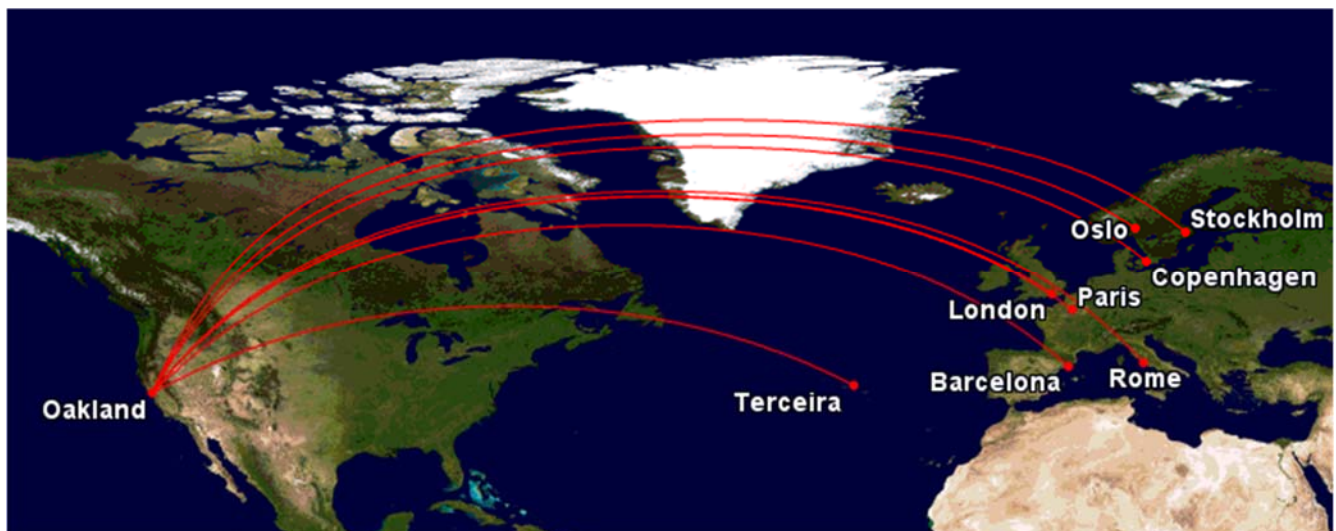 Stockholm
Oslo
Copenhagen
Paris
London
Rome
Barcelona
Terceira
Oakland